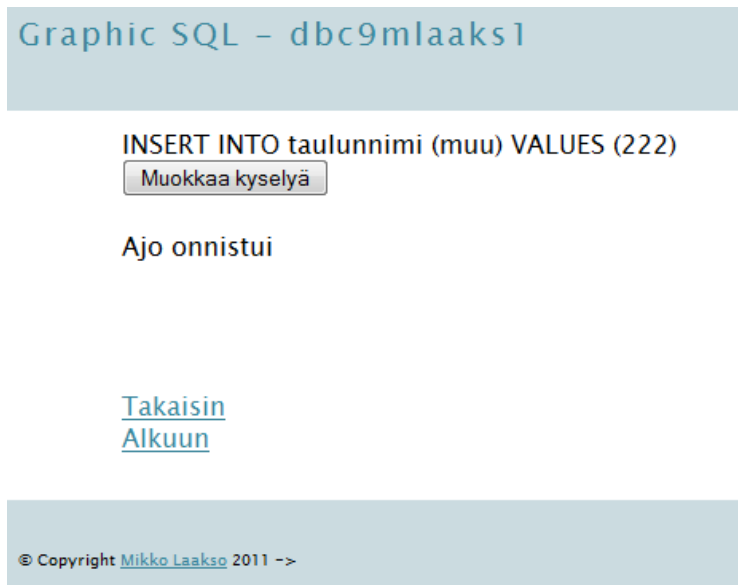 Graphic SQL – dbc9mlaaks1
INSERT INTO taulunnimi (muu) VALUES (222)
Muokkaa kyselyä
Ajo onnistui
Takaisin
Alkuun
© Copyright Mikko Laakso 2011 ->